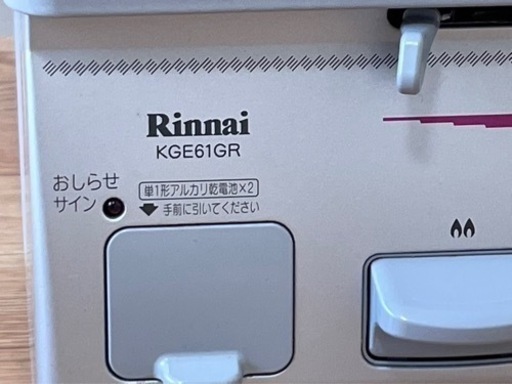 Rinnai
KGE61GR
おしらせ
サイン
単1形アルカリ乾電池×2
手前に引いてください